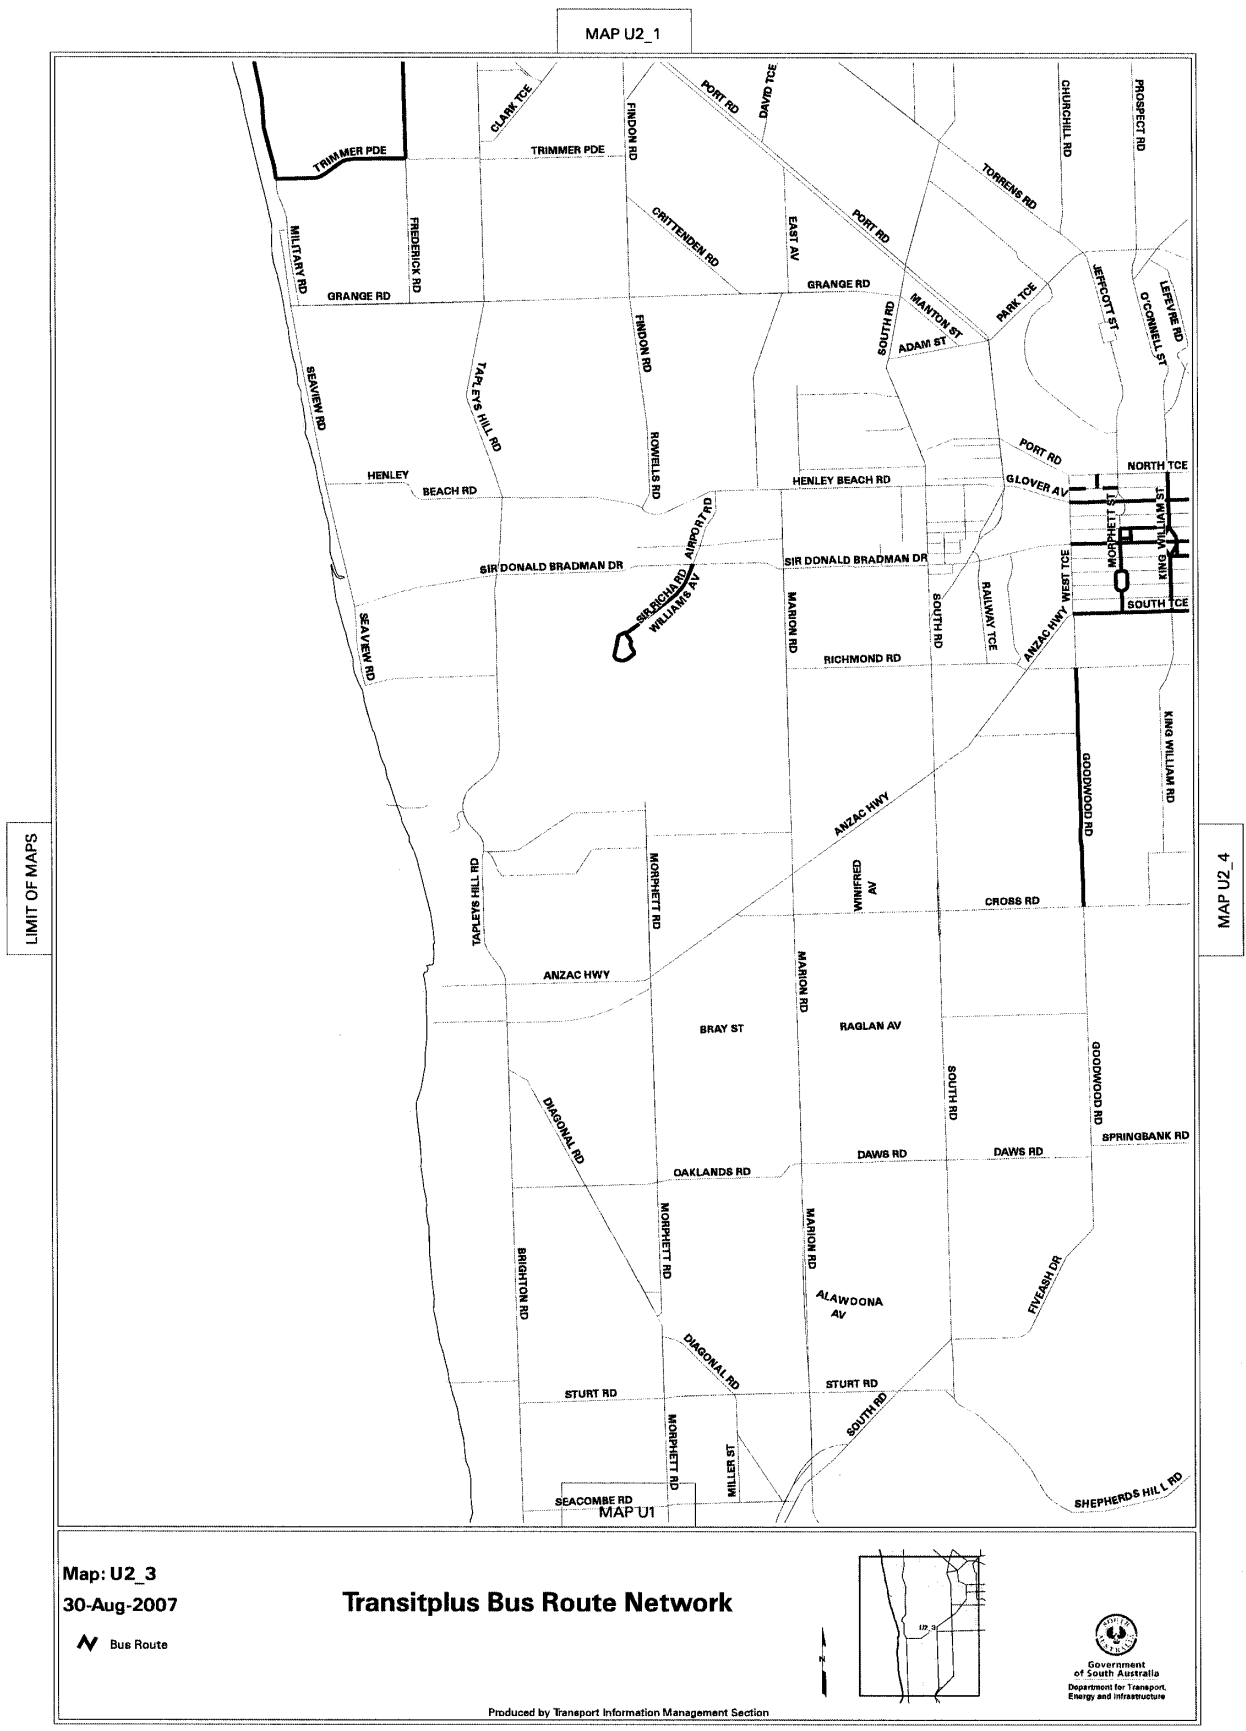 MAP U2_1
CLARK TCE
FINDON RD
PORT RD
DAVID TCE
CHURCHILL RD
PROSPECT RD
TRIMMER PDE
TRIMMER PDE
TORRENS RD
MILITARY RD
FREDERICK RD
CRITTENDEN RD
EAST AV
PORT RD
GRANGE RD
GRANGE RD
MANTON ST
PARK TCE
JEFFCOTT ST
O'CONNELL ST
LEFEVRE RD
SOUTH RD
ADAM ST
FINDON RD
SEAVIEW RD
TAPLEYS HILL RD
ROWELLS RD
HENLEY
BEACH RD
HENLEY BEACH RD
PORT RD
GLOVER AV
NORTH TCE
MORPHETT ST
KING WILLIAM ST
AIRPORT RD
SIR DONALD BRADMAN DR
SIR DONALD BRADMAN DR
SIR RICHARD
WILLIAMS AV
WEST TCE
SOUTH TCE
SEAVIEW RD
MARION RD
SOUTH RD
RAILWAY TCE
ANZAC HWY
RICHMOND RD
GOODWOOD RD
KING WILLIAM RD
ANZAC HWY
LIMIT OF MAPS
MAP U2_4
TAPLEYS HILL RD
MORPHETT RD
WINIFRED
AV
CROSS RD
ANZAC HWY
MARION RD
BRAY ST
RAGLAN AV
GOODWOOD RD
SOUTH RD
DIAGONAL RD
SPRINGBANK RD
OAKLANDS RD
DAWS RD
DAWS RD
MORPHETT RD
MARION RD
BRIGHTON RD
FIVEASH DR
ALAWOONA
AV
DIAGONAL RD
STURT RD
STURT RD
SOUTH RD
MORPHETT RD
MILLER ST
SEACOMBE RD
SHEPHERDS HILL RD
MAP U1
Map: U2_3
30-Aug-2007
Bus Route
Transitplus Bus Route Network
N
U2_3
SOUTH
AUSTRALIA
Government
of South Australia
Department for Transport,
Energy and Infrastructure
Produced by Transport Information Management Section